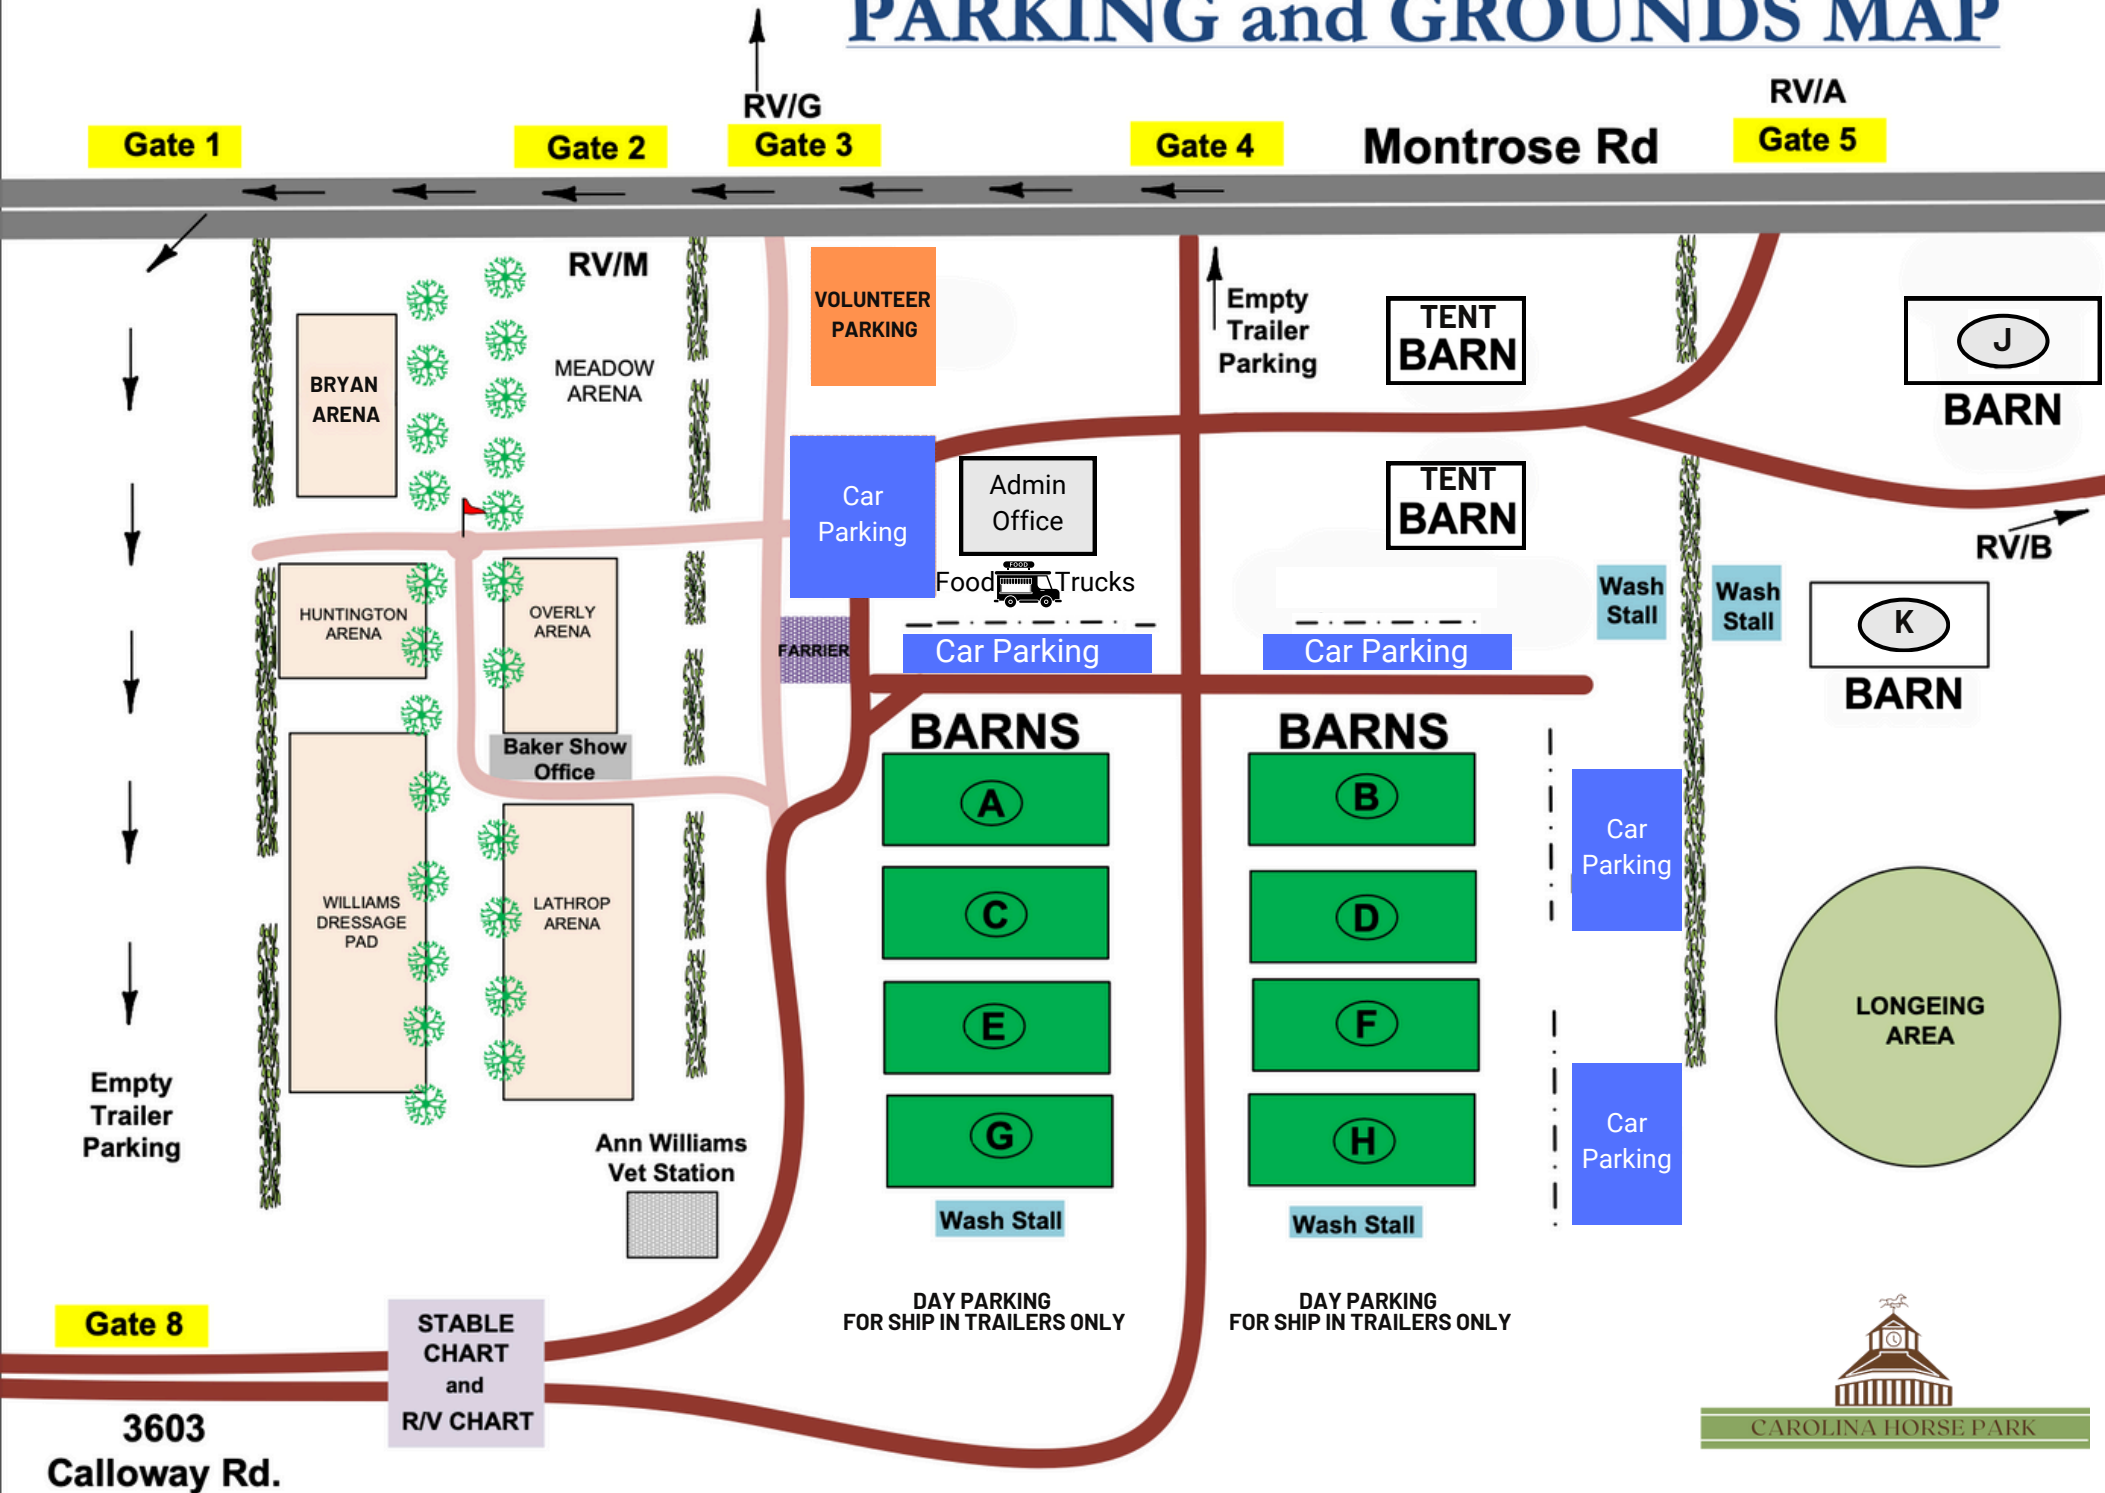 PARKING and GROUNDS MAP
RV/G
RV/A
Gate 1
Gate 2
Gate 3
Gate 4
Montrose Rd
Gate 5
RV/M
VOLUNTEER
PARKING
Empty
Trailer
Parking
TENT
BARN
J
BARN
BRYAN
ARENA
MEADOW
ARENA
Car
Parking
Admin
Office
TENT
BARN
RV/B
FOOD
Food
Trucks
Wash
Stall
Wash
Stall
K
BARN
HUNTINGTON
ARENA
OVERLY
ARENA
FARRIER
Car Parking
Car Parking
Baker Show
Office
BARNS
BARNS
A
B
Car
Parking
C
D
WILLIAMS
DRESSAGE
PAD
LATHROP
ARENA
E
F
LONGEING
AREA
Empty
Trailer
Parking
Ann Williams
Vet Station
G
H
Car
Parking
Wash Stall
Wash Stall
DAY PARKING
FOR SHIP IN TRAILERS ONLY
DAY PARKING
FOR SHIP IN TRAILERS ONLY
Gate 8
STABLE
CHART
and
R/V CHART
3603
Calloway Rd.
CAROLINA HORSE PARK